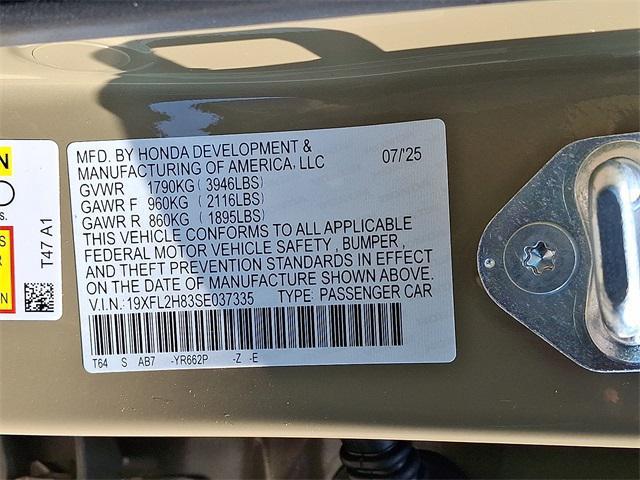 MFD. BY HONDA DEVELOPMENT &
MANUFACTURING OF AMERICA, LLC
07/'25
GVWR 1790KG ( 3946LBS)
GAWR F 960KG ( 2116LBS)
GAWR R 860KG ( 1895LBS)
THIS VEHICLE CONFORMS TO ALL APPLICABLE
FEDERAL MOTOR VEHICLE SAFETY , BUMPER ,
AND THEFT PREVENTION STANDARDS IN EFFECT
ON THE DATE OF MANUFACTURE SHOWN ABOVE.
V.I.N.: 19XFL2H83SE037335 TYPE: PASSENGER CAR
T64 S AB7 -YR662P -Z -E
T47 A1